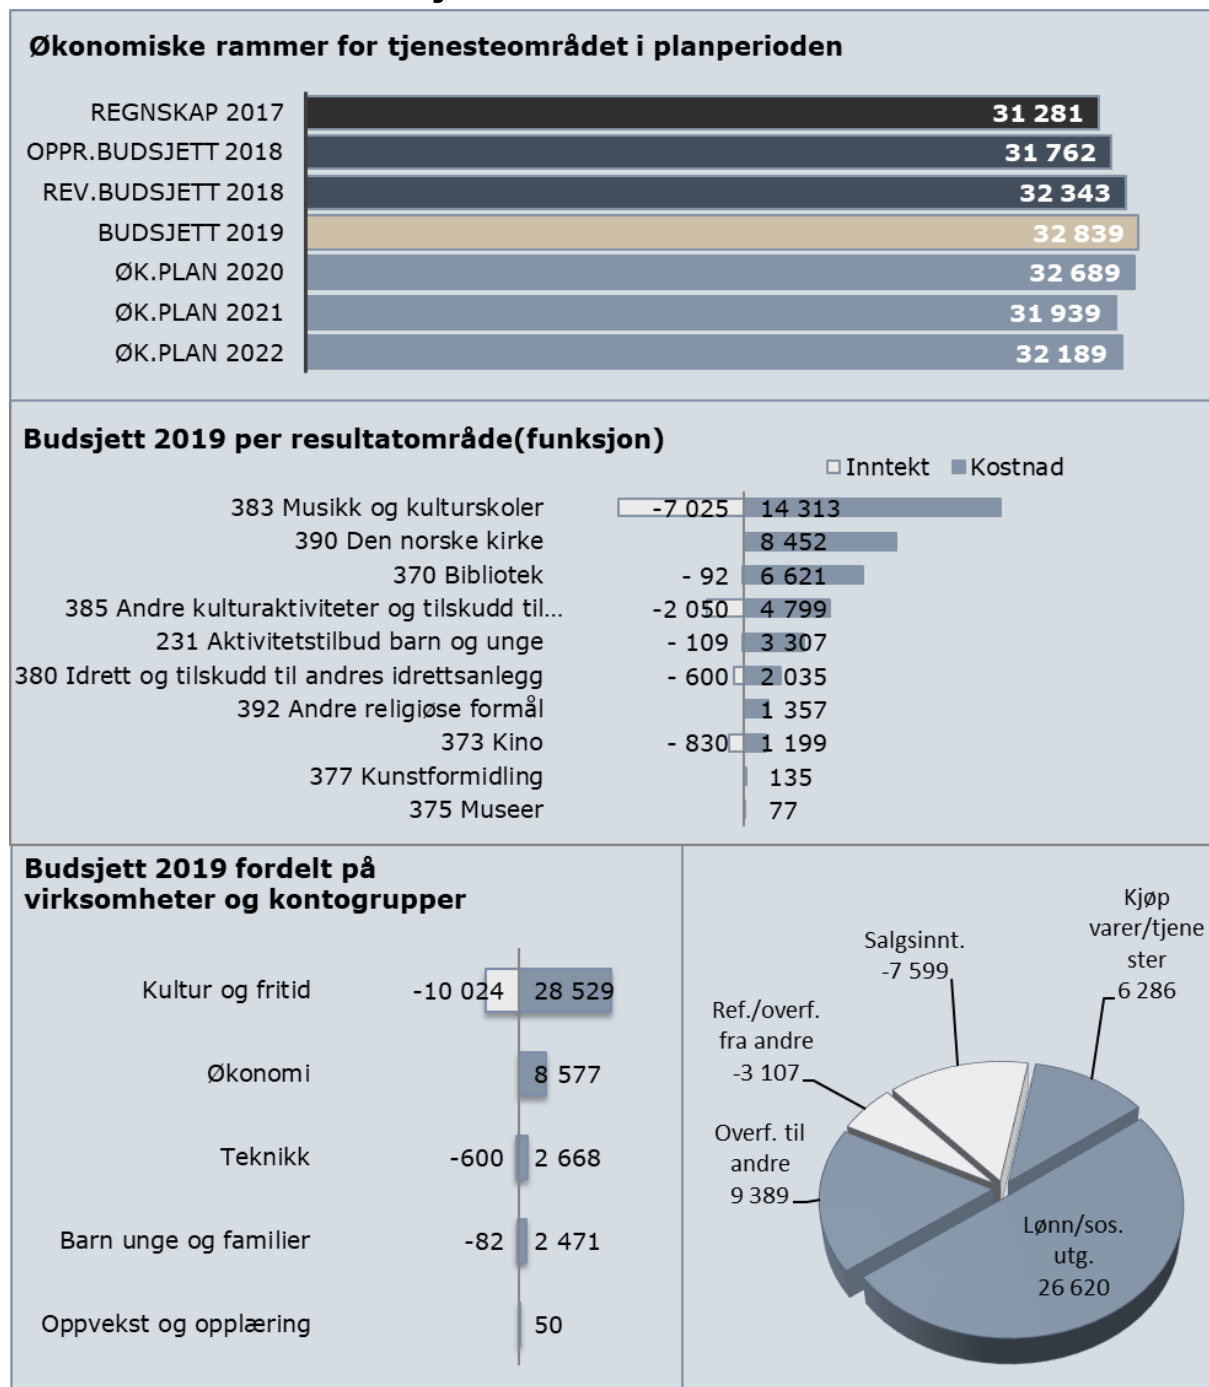 Økonomiske rammer for tjenesteområdet i planperioden
REGNSKAP 2017 31 281
OPPR.BUDSJETT 2018 31 762
REV.BUDSJETT 2018 32 343
BUDSJETT 2019 32 839
ØK.PLAN 2020 32 689
ØK.PLAN 2021 31 939
ØK.PLAN 2022 32 189
Budsjett 2019 per resultatområde(funksjon)
Inntekt Kostnad
383 Musikk og kulturskoler -7 025 14 313
390 Den norske kirke 8 452
370 Bibliotek - 92 6 621
385 Andre kulturaktiviteter og tilskudd til... -2 050 4 799
231 Aktivitetstilbud barn og unge - 109 3 307
380 Idrett og tilskudd til andres idrettsanlegg - 600 2 035
392 Andre religiøse formål 1 357
373 Kino - 830 1 199
377 Kunstformidling 135
375 Museer 77
Budsjett 2019 fordelt på
virksomheter og kontogrupper
Kultur og fritid -10 024 28 529
Økonomi 8 577
Teknikk -600 2 668
Barn unge og familier -82 2 471
Oppvekst og opplæring 50
Kjøp
varer/tjene
ster
6 286
Salgsinnt.
-7 599
Ref./overf.
fra andre
-3 107
Overf. til
andre
9 389
Lønn/sos.
utg.
26 620